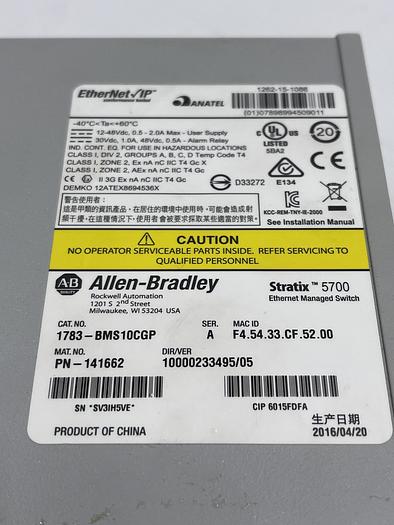 EtherNet/IP™
conformance tested
ANATEL
1262-15-1086
(01)07898994509011
-40°C<Ta<+60°C
12-48Vdc, 0.5 - 2.0A Max - User Supply
30Vdc, 1.0A, 48Vdc, 0.5A - Alarm Relay
IND. CONT. EQ. FOR USE IN HAZARDOUS LOCATIONS
CLASS I, DIV 2, GROUPS A, B, C, D Temp Code T4
CLASS I, ZONE 2, Ex nA nC IIC T4 Gc X
CLASS I, ZONE 2, AEx nA nC IIC T4 Gc
CE Ex II 3G Ex nA nC IIC T4 Gc
DEMKO 12ATEX8694536X
D33272
c UL us
LISTED
5BA2
20
E134
KCC-REM-TNY-IE-2000
See Installation Manual
警告使用者:
這是甲類的資訊產品, 在居住的環境中使用時, 可能會造成射
頻干擾, 在這種情況下, 使用者會被要求採取某些適當的對策。
CAUTION
NO OPERATOR SERVICEABLE PARTS INSIDE. REFER SERVICING TO
QUALIFIED PERSONNEL
AB
Allen-Bradley
Rockwell Automation
1201 S 2nd Street
Milwaukee, WI 53204 USA
Stratix™ 5700
Ethernet Managed Switch
CAT. NO. SER. MAC ID
1783-BMS10CGP A F4.54.33.CF.52.00
MAT. NO. DIR/VER
PN-141662 10000233495/05
SN *SV3IH5VE* CIP 6015FDFA
PRODUCT OF CHINA
生产日期
2016/04/20